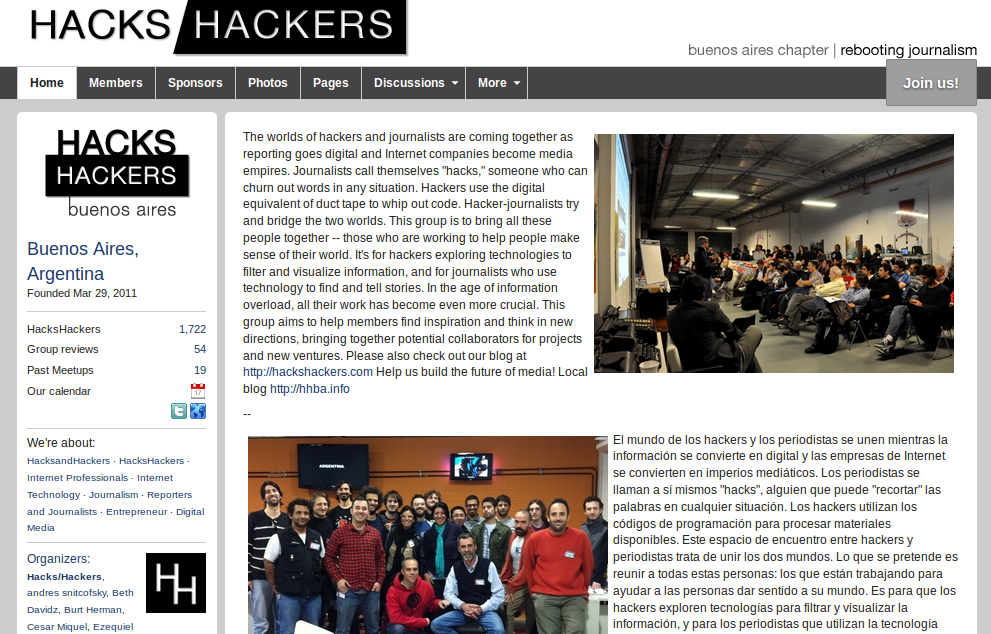 HACKS HACKERS
buenos aires chapter | rebooting journalism
Home Members Sponsors Photos Pages Discussions More Join us!
HACKS
HACKERS
buenos aires
Buenos Aires,
Argentina
Founded Mar 29, 2011
HacksHackers 1,722
Group reviews 54
Past Meetups 19
Our calendar
We're about:
HacksandHackers · HacksHackers ·
Internet Professionals · Internet
Technology · Journalism · Reporters
and Journalists · Entrepreneur · Digital
Media
Organizers:
Hacks/Hackers,
andres snitcofsky, Beth
Davidz, Burt Herman,
Cesar Miquel, Ezequiel
HH
The worlds of hackers and journalists are coming together as
reporting goes digital and Internet companies become media
empires. Journalists call themselves "hacks," someone who can
churn out words in any situation. Hackers use the digital
equivalent of duct tape to whip out code. Hacker-journalists try
and bridge the two worlds. This group is to bring all these
people together -- those who are working to help people make
sense of their world. It's for hackers exploring technologies to
filter and visualize information, and for journalists who use
technology to find and tell stories. In the age of information
overload, all their work has become even more crucial. This
group aims to help members find inspiration and think in new
directions, bringing together potential collaborators for projects
and new ventures. Please also check out our blog at
http://hackshackers.com Help us build the future of media! Local
blog http://hhba.info
--
ARGENTINA
El mundo de los hackers y los periodistas se unen mientras la
información se convierte en digital y las empresas de Internet
se convierten en imperios mediáticos. Los periodistas se
llaman a sí mismos "hacks", alguien que puede "recortar" las
palabras en cualquier situación. Los hackers utilizan los
códigos de programación para procesar materiales
disponibles. Este espacio de encuentro entre hackers y
periodistas trata de unir los dos mundos. Lo que se pretende es
reunir a todas estas personas: los que están trabajando para
ayudar a las personas dar sentido a su mundo. Es para que los
hackers exploren tecnologías para filtrar y visualizar la
información, y para los periodistas que utilizan la tecnología